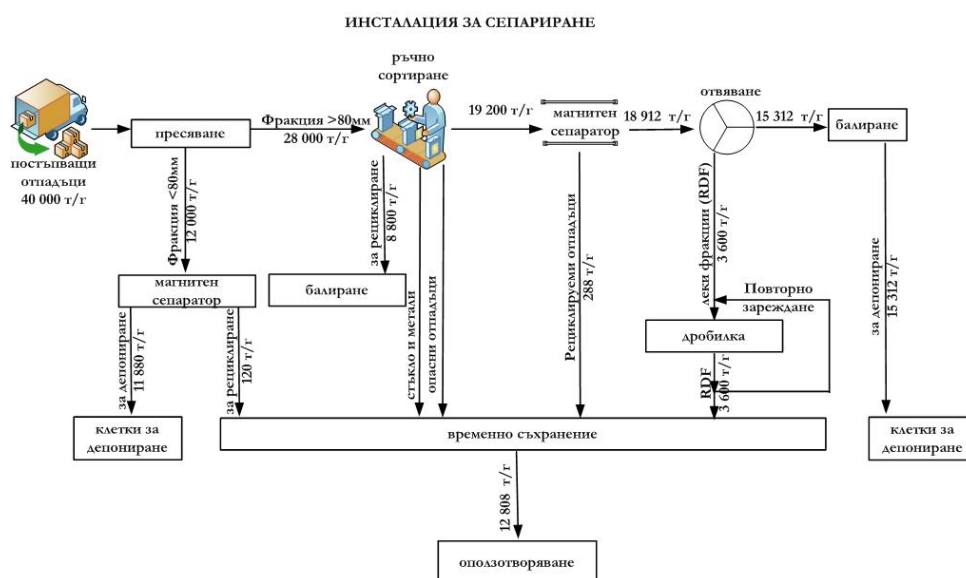 ИНСТАЛАЦИЯ ЗА СЕПАРИРАНЕ
постъпващи
отпадъци
40 000 т/г
пресяване
Фракция >80мм
28 000 т/г
ръчно
сортиране
19 200 т/г
магнитен
сепаратор
18 912 т/г
отвяване
15 312 т/г
балиране
Фракция <80мм
12 000 т/г
за рециклиране
8 800 т/г
стъкло и метали
опасни отпадъци
Рециклируеми отпадъци
288 т/г
леки фракции (RDF)
3 600 т/г
за депониране
15 312 т/г
магнитен
сепаратор
балиране
Повторно
зареждане
дробилка
за депониране
11 880 т/г
за рециклиране
120 т/г
RDF
3 600 т/г
клетки за
депониране
временно съхранение
клетки за
депониране
12 808 т/г
оползотворяване